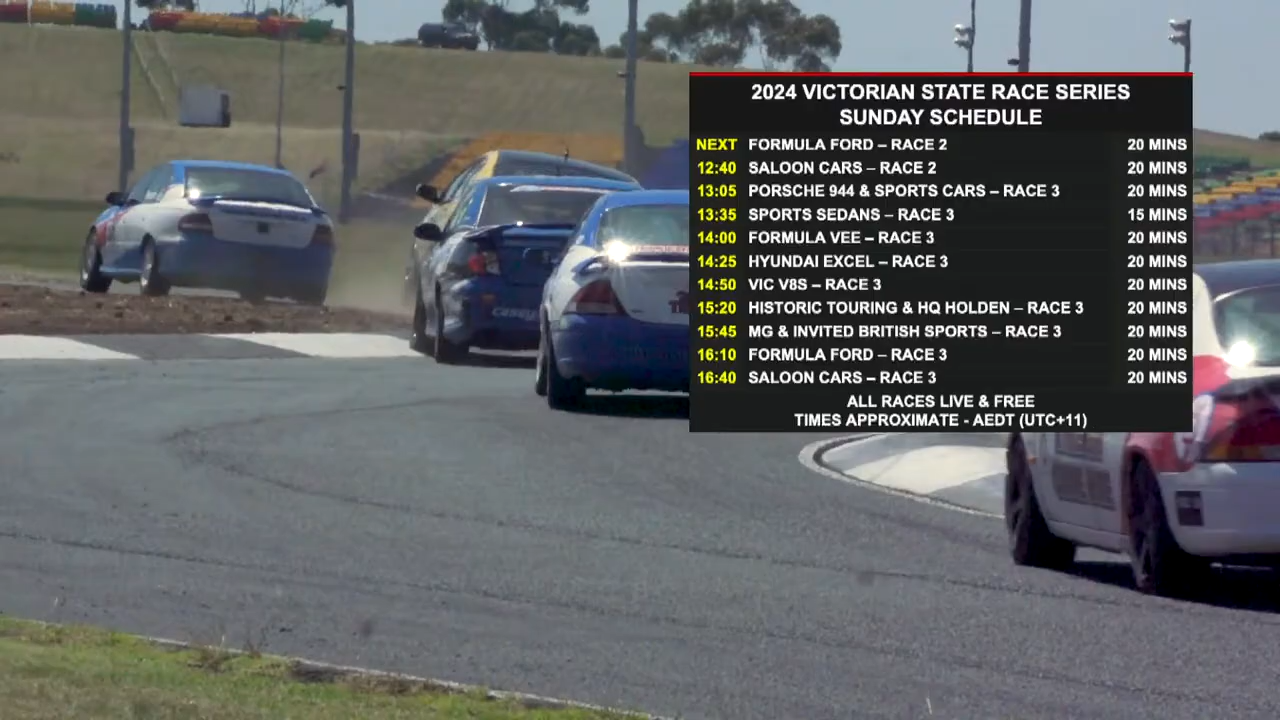 2024 VICTORIAN STATE RACE SERIES
SUNDAY SCHEDULE
NEXT FORMULA FORD – RACE 2 20 MINS
12:40 SALOON CARS – RACE 2 20 MINS
13:05 PORSCHE 944 & SPORTS CARS – RACE 3 20 MINS
13:35 SPORTS SEDANS – RACE 3 15 MINS
14:00 FORMULA VEE – RACE 3 20 MINS
14:25 HYUNDAI EXCEL – RACE 3 20 MINS
14:50 VIC V8S – RACE 3 20 MINS
15:20 HISTORIC TOURING & HQ HOLDEN – RACE 3 20 MINS
15:45 MG & INVITED BRITISH SPORTS – RACE 3 20 MINS
16:10 FORMULA FORD – RACE 3 20 MINS
16:40 SALOON CARS – RACE 3 20 MINS
ALL RACES LIVE & FREE
TIMES APPROXIMATE - AEDT (UTC+11)